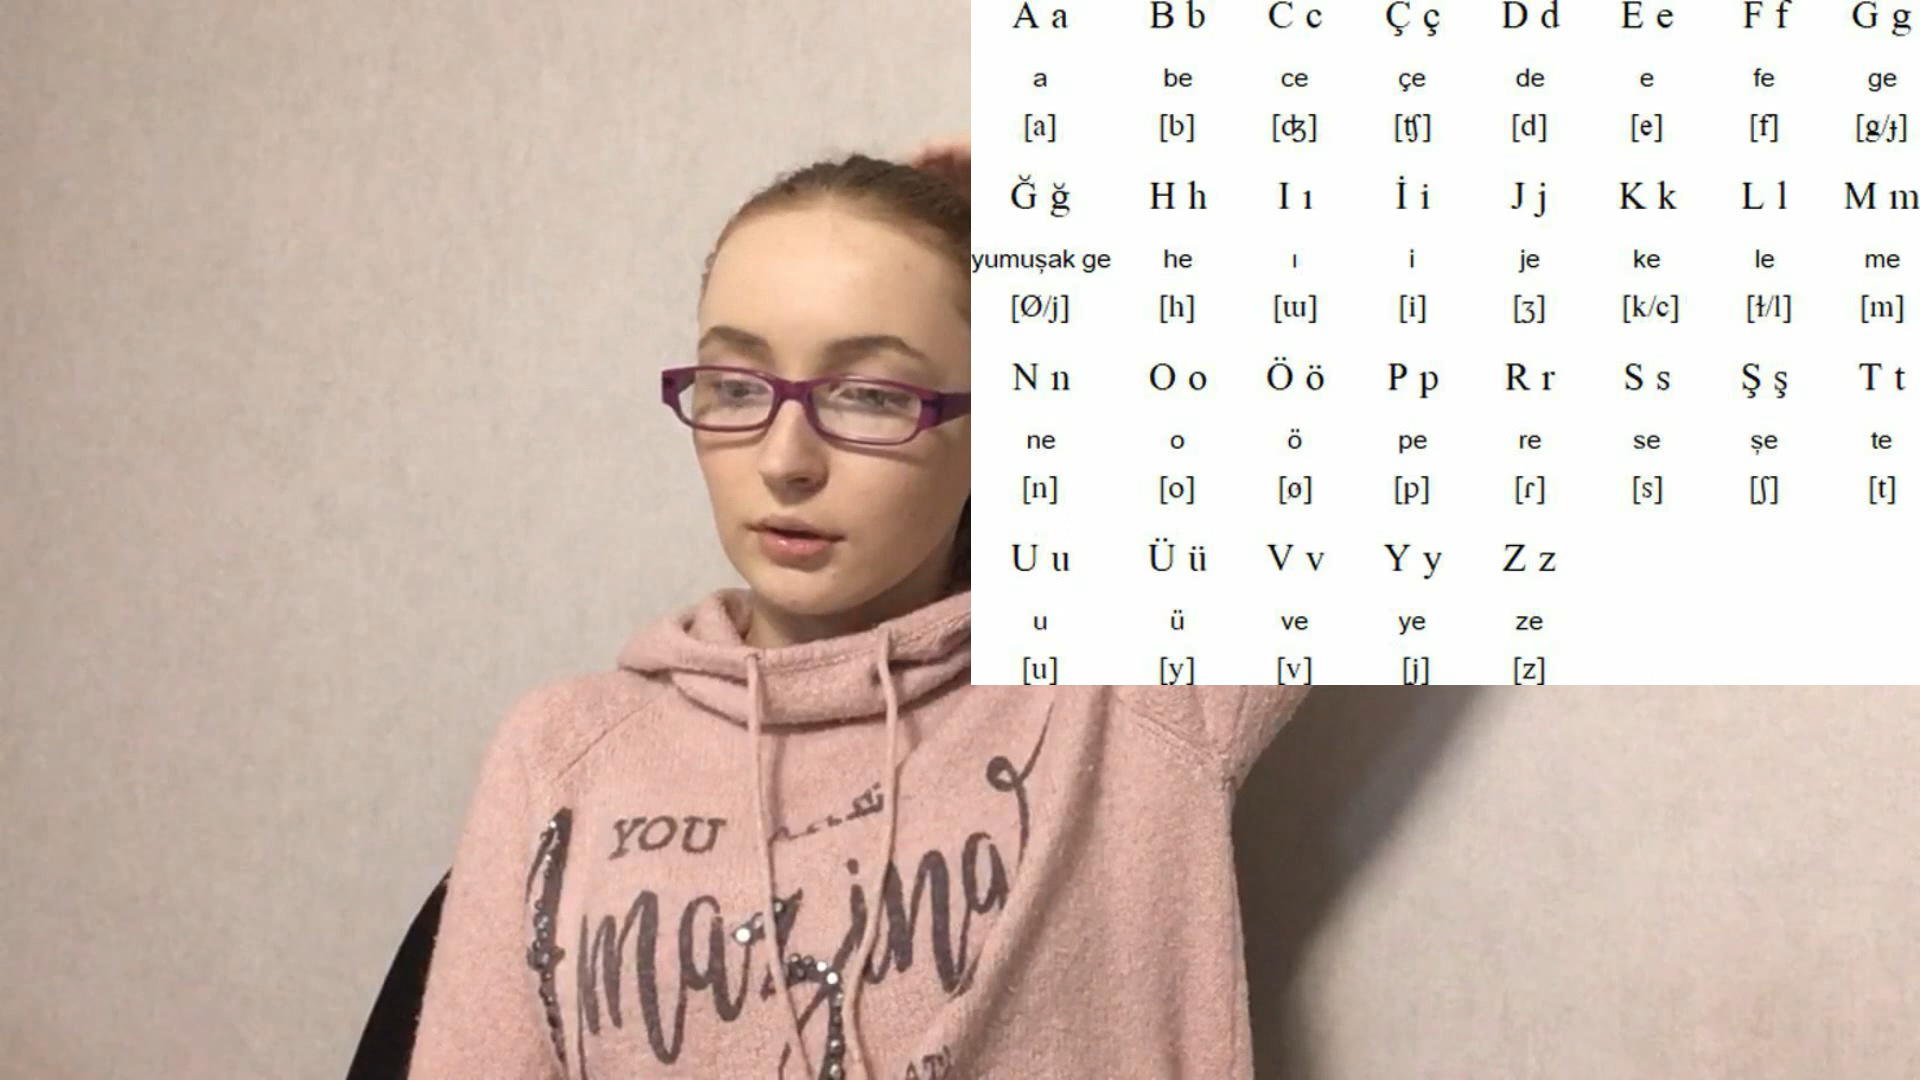 A a B b C c Ç ç D d E e F f G g
a be ce çe de e fe ge
[a] [b] [ʤ] [ʧ] [d] [e] [f] [g/ɟ]
Ğ ğ H h I ı İ i J j K k L l M m
yumuşak ge he ı i je ke le me
[Ø/j] [h] [ɯ] [i] [ʒ] [k/c] [ɫ/l] [m]
N n O o Ö ö P p R r S s Ş ş T t
ne o ö pe re se şe te
[n] [o] [ø] [p] [ɾ] [s] [ʃ] [t]
U u Ü ü V v Y y Z z
u ü ve ye ze
[u] [y] [v] [j] [z]
YOU
Amazing